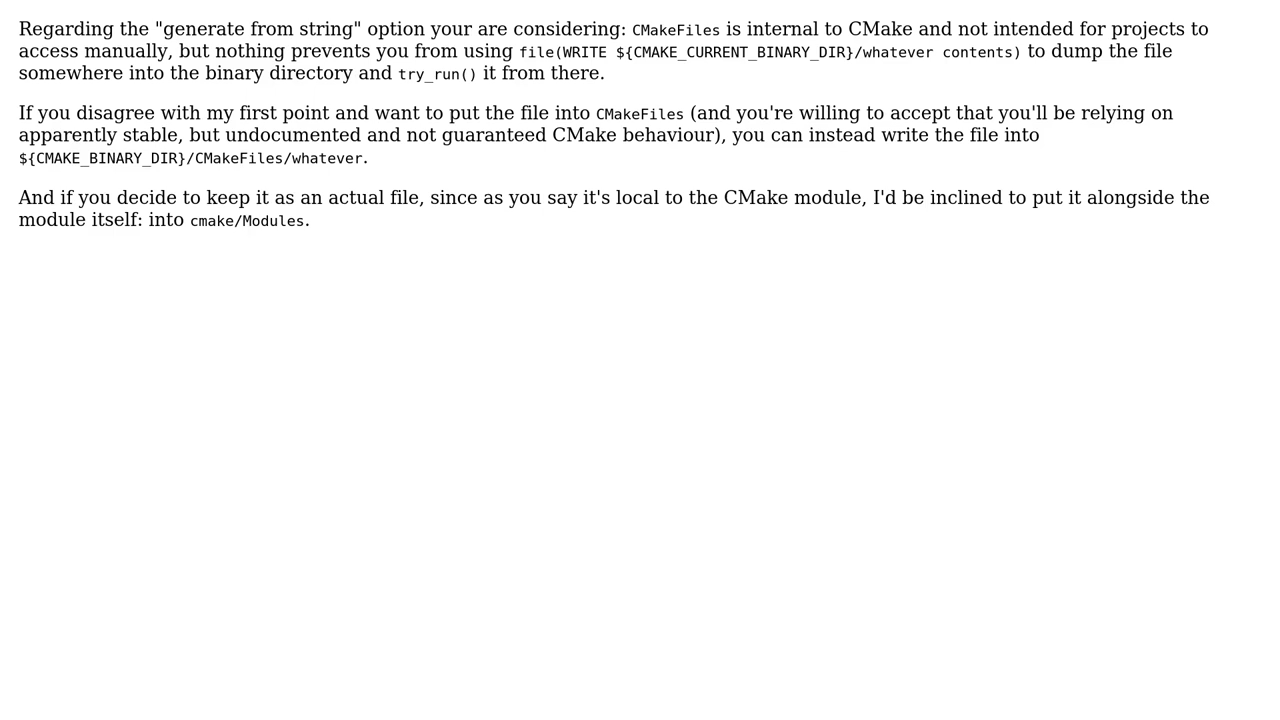 Regarding the "generate from string" option your are considering: CMakeFiles is internal to CMake and not intended for projects to
access manually, but nothing prevents you from using file(WRITE ${CMAKE_CURRENT_BINARY_DIR}/whatever contents) to dump the file
somewhere into the binary directory and try_run() it from there.
If you disagree with my first point and want to put the file into CMakeFiles (and you're willing to accept that you'll be relying on
apparently stable, but undocumented and not guaranteed CMake behaviour), you can instead write the file into
${CMAKE_BINARY_DIR}/CMakeFiles/whatever.
And if you decide to keep it as an actual file, since as you say it's local to the CMake module, I'd be inclined to put it alongside the
module itself: into cmake/Modules.